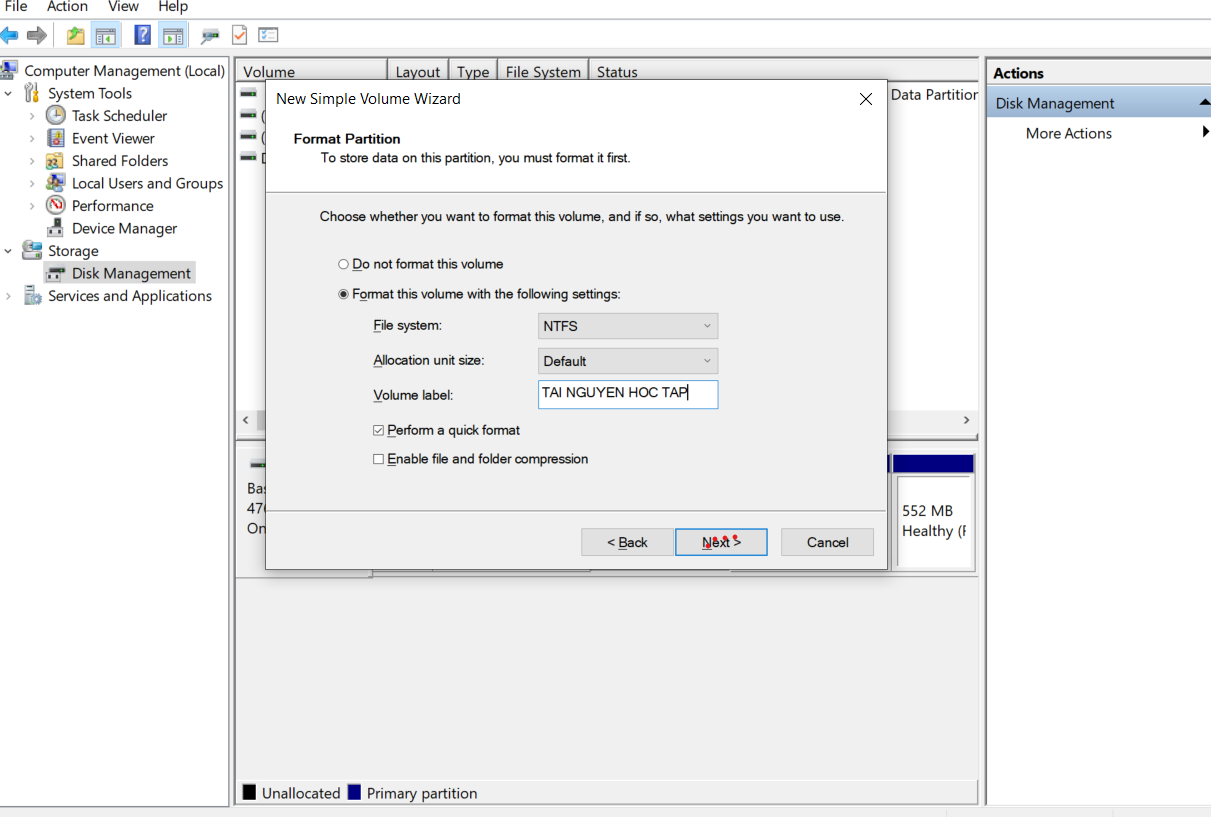 File Action View Help
Computer Management (Local)
System Tools
Task Scheduler
Event Viewer
Shared Folders
Local Users and Groups
Performance
Device Manager
Storage
Disk Management
Services and Applications
Volume Layout Type File System Status
Data Partition
New Simple Volume Wizard
Format Partition
To store data on this partition, you must format it first.
Choose whether you want to format this volume, and if so, what settings you want to use.
Do not format this volume
Format this volume with the following settings:
File system: NTFS
Allocation unit size: Default
Volume label: TAI NGUYEN HOC TAP
Perform a quick format
Enable file and folder compression
< Back Next > Cancel
Bas
On
552 MB
Healthy (
Unallocated Primary partition
Actions
Disk Management
More Actions